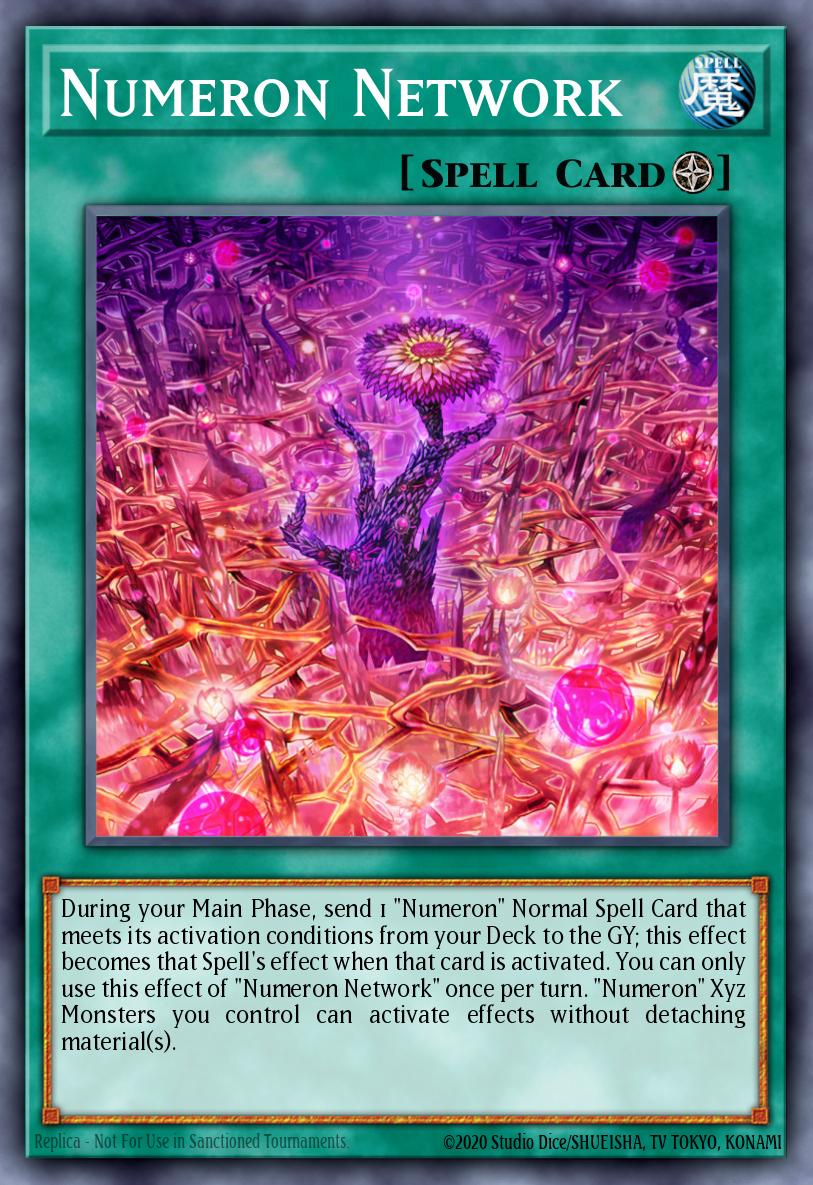 Numeron Network
SPELL
魔
[Spell Card]
During your Main Phase, send 1 "Numeron" Normal Spell Card that
meets its activation conditions from your Deck to the GY; this effect
becomes that Spell's effect when that card is activated. You can only
use this effect of "Numeron Network" once per turn. "Numeron" Xyz
Monsters you control can activate effects without detaching
material(s).
Replica - Not For Use in Sanctioned Tournaments.
©2020 Studio Dice/SHUEISHA, TV TOKYO, KONAMI